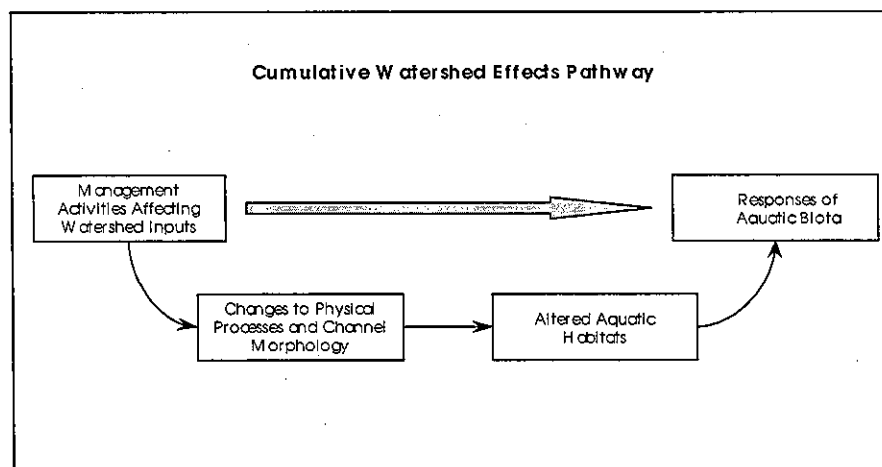 Cumulative Watershed Effects Pathway
Management
Activities Affecting
Watershed Inputs
Responses of
Aquatic Biota
Changes to Physical
Processes and Channel
Morphology
Altered Aquatic
Habitats